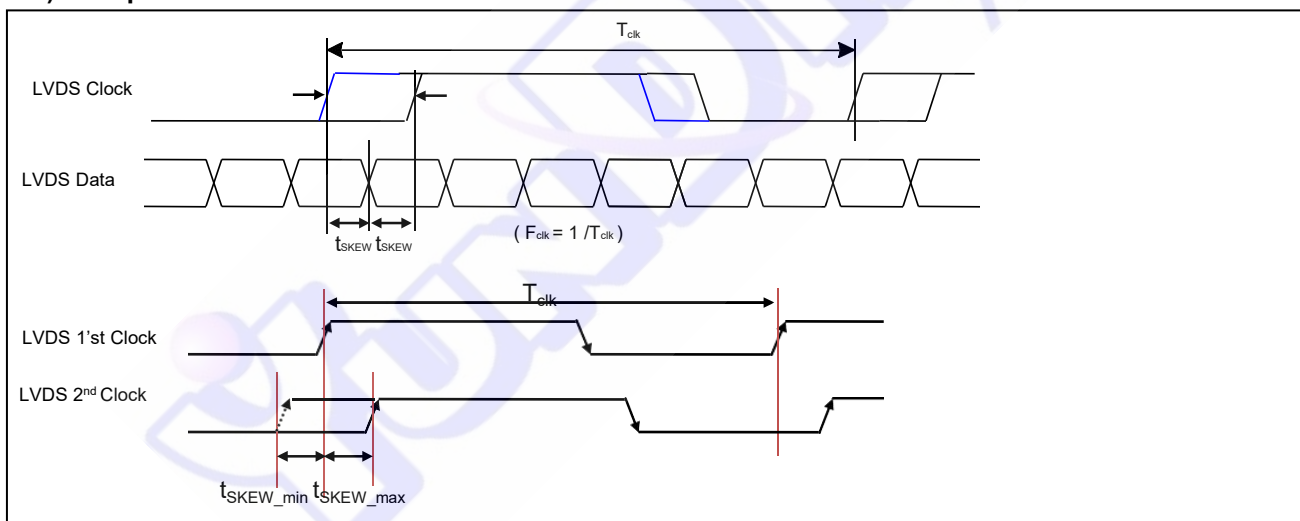 Tclk
LVDS Clock
LVDS Data
tSKEW tSKEW
( Fclk = 1 /Tclk )
Tclk
LVDS 1'st Clock
LVDS 2nd Clock
tSKEW_min tSKEW_max